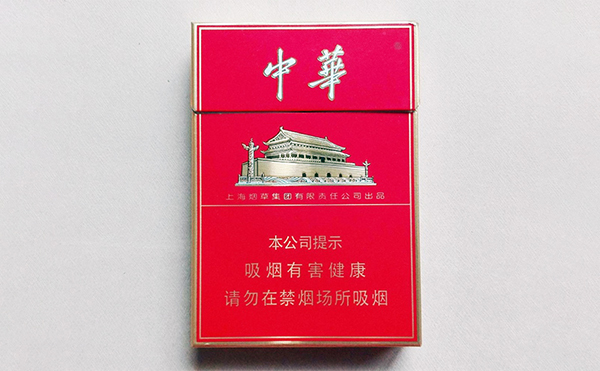 中華
上海烟草集团有限责任公司出品
本公司提示
吸烟有害健康
请勿在禁烟场所吸烟